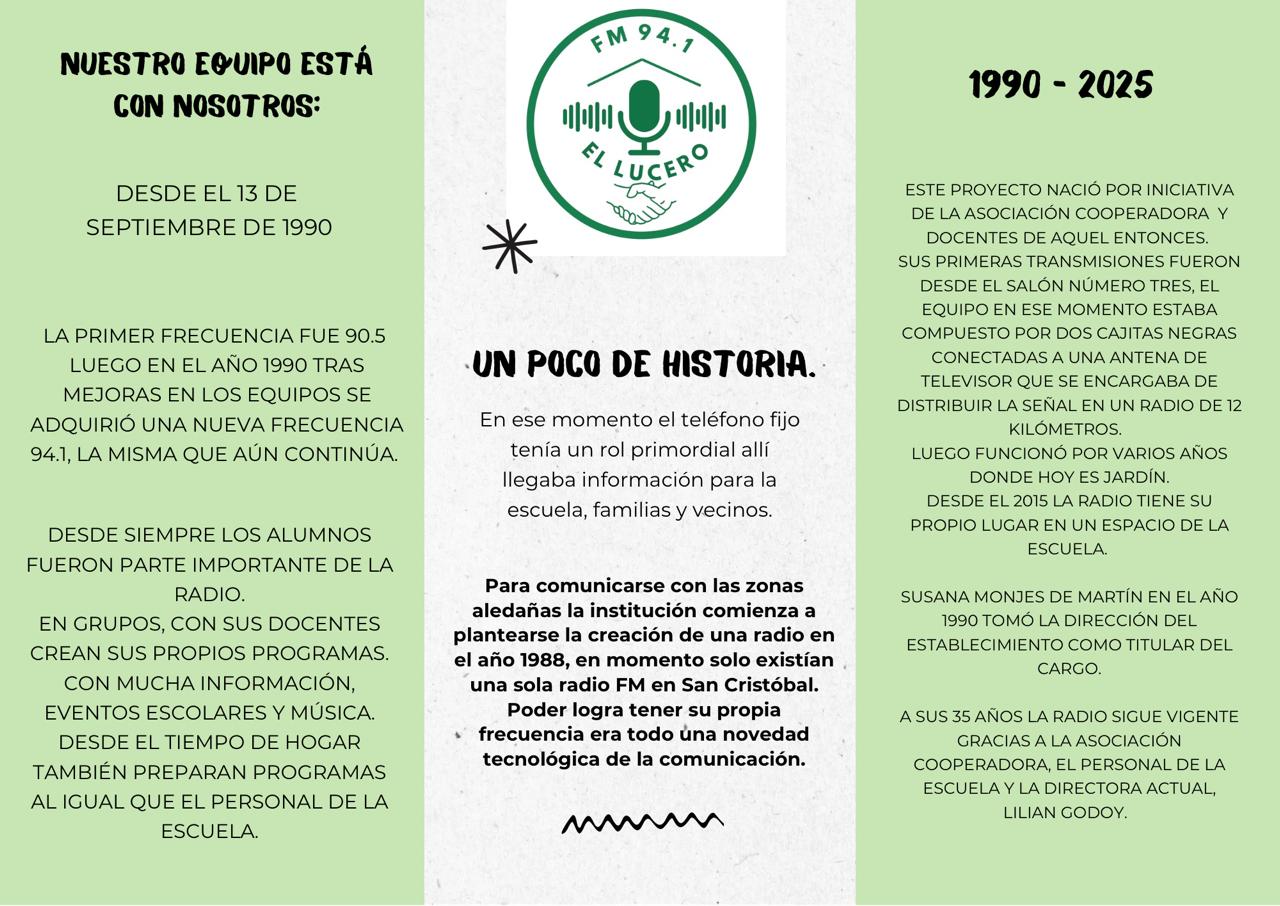 NUESTRO EQUIPO ESTÁ
CON NOSOTROS:
DESDE EL 13 DE
SEPTIEMBRE DE 1990
LA PRIMER FRECUENCIA FUE 90.5
LUEGO EN EL AÑO 1990 TRAS
MEJORAS EN LOS EQUIPOS SE
ADQUIRIÓ UNA NUEVA FRECUENCIA
94.1, LA MISMA QUE AÚN CONTINÚA.
DESDE SIEMPRE LOS ALUMNOS
FUERON PARTE IMPORTANTE DE LA
RADIO.
EN GRUPOS, CON SUS DOCENTES
CREAN SUS PROPIOS PROGRAMAS.
CON MUCHA INFORMACIÓN,
EVENTOS ESCOLARES Y MÚSICA.
DESDE EL TIEMPO DE HOGAR
TAMBIÉN PREPARAN PROGRAMAS
AL IGUAL QUE EL PERSONAL DE LA
ESCUELA.
FM 94.1
EL LUCERO
UN POCO DE HISTORIA.
En ese momento el teléfono fijo
tenía un rol primordial allí
llegaba información para la
escuela, familias y vecinos.
Para comunicarse con las zonas
aledañas la institución comienza a
plantearse la creación de una radio en
el año 1988, en momento solo existían
una sola radio FM en San Cristóbal.
Poder logra tener su propia
frecuencia era todo una novedad
tecnológica de la comunicación.
1990 - 2025
ESTE PROYECTO NACIÓ POR INICIATIVA
DE LA ASOCIACIÓN COOPERADORA Y
DOCENTES DE AQUEL ENTONCES.
SUS PRIMERAS TRANSMISIONES FUERON
DESDE EL SALÓN NÚMERO TRES, EL
EQUIPO EN ESE MOMENTO ESTABA
COMPUESTO POR DOS CAJITAS NEGRAS
CONECTADAS A UNA ANTENA DE
TELEVISOR QUE SE ENCARGABA DE
DISTRIBUIR LA SEÑAL EN UN RADIO DE 12
KILÓMETROS.
LUEGO FUNCIONÓ POR VARIOS AÑOS
DONDE HOY ES JARDÍN.
DESDE EL 2015 LA RADIO TIENE SU
PROPIO LUGAR EN UN ESPACIO DE LA
ESCUELA.
SUSANA MONJES DE MARTÍN EN EL AÑO
1990 TOMÓ LA DIRECCIÓN DEL
ESTABLECIMIENTO COMO TITULAR DEL
CARGO.
A SUS 35 AÑOS LA RADIO SIGUE VIGENTE
GRACIAS A LA ASOCIACIÓN
COOPERADORA, EL PERSONAL DE LA
ESCUELA Y LA DIRECTORA ACTUAL,
LILIAN GODOY.